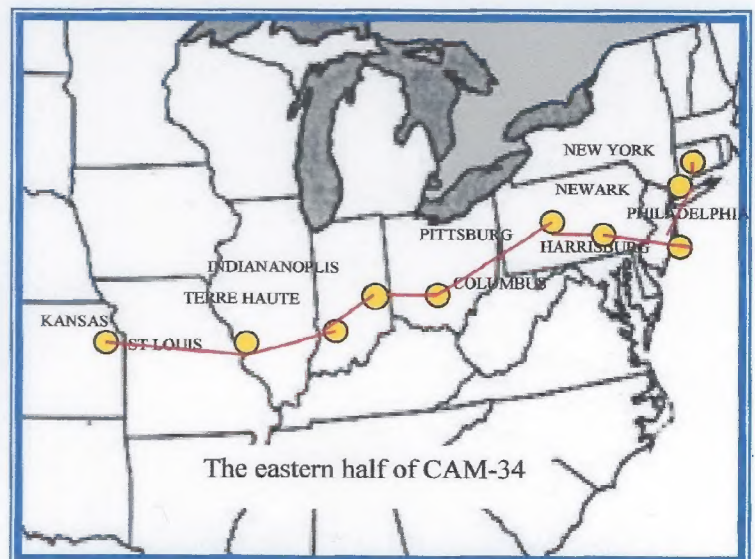 NEW YORK
NEWARK
PHILADELPHIA
PITTSBURG
HARRISBURG
INDIANANOPLIS
COLUMBUS
TERRE HAUTE
KANSAS
ST LOUIS
The eastern half of CAM-34